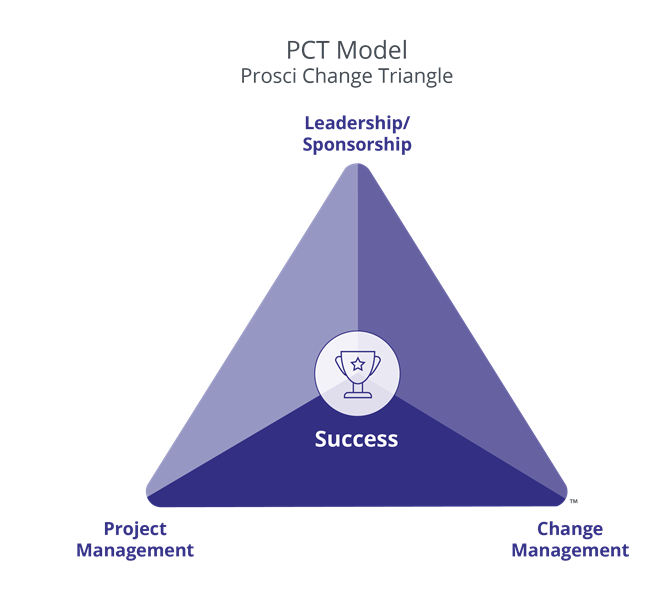 PCT Model
Prosci Change Triangle
Leadership/
Sponsorship
Success
™
Project
Management
Change
Management